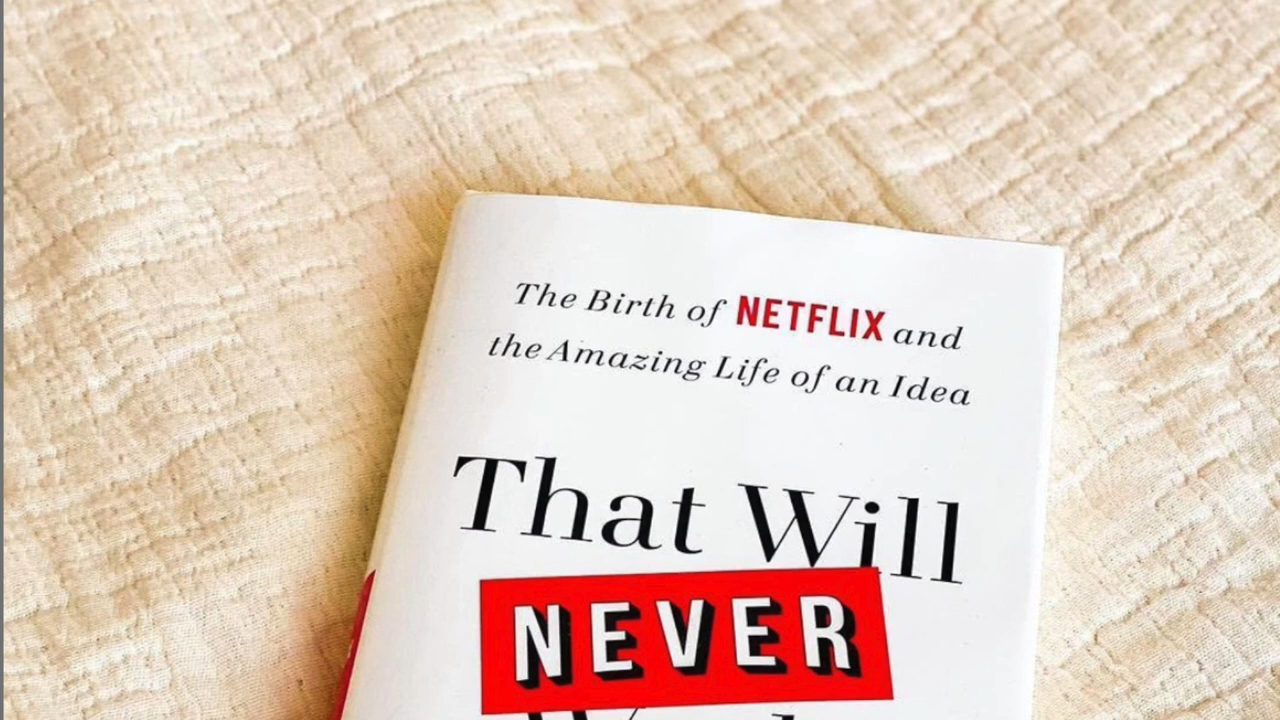 The Birth of NETFLIX and
the Amazing Life of an Idea
That Will
NEVER